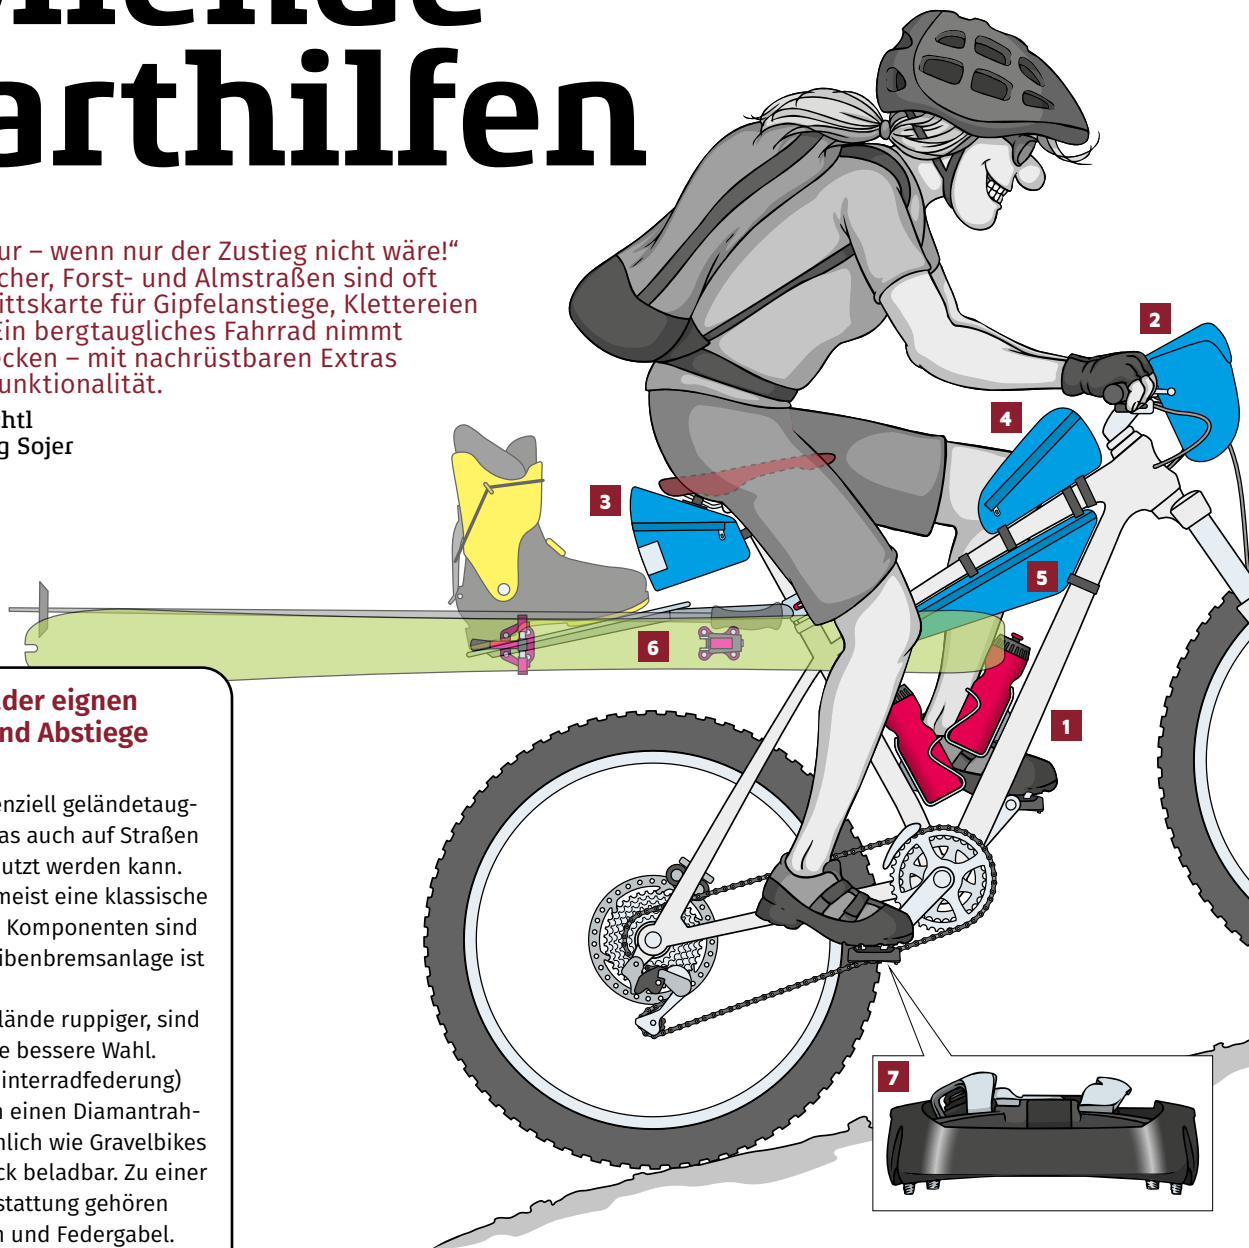 arthilfen
ur – wenn nur der Zustieg nicht wäre!“
cher, Forst- und Almstraßen sind oft
ittskarte für Gipfelanstiege, Klettereien
Ein bergtaugliches Fahrrad nimmt
ecken – mit nachrüstbaren Extras
unktionalität.
htl
g Sojer
2
4
3
5
6
1
7
der eignen
nd Abstiege
enziell geländetaug-
as auch auf Straßen
utzt werden kann.
meist eine klassische
Komponenten sind
ibenbremsanlage ist
lände ruppiger, sind
e bessere Wahl.
interradfederung)
n einen Diamantrah-
nlich wie Gravelbikes
ck beladbar. Zu einer
stattung gehören
n und Federgabel.